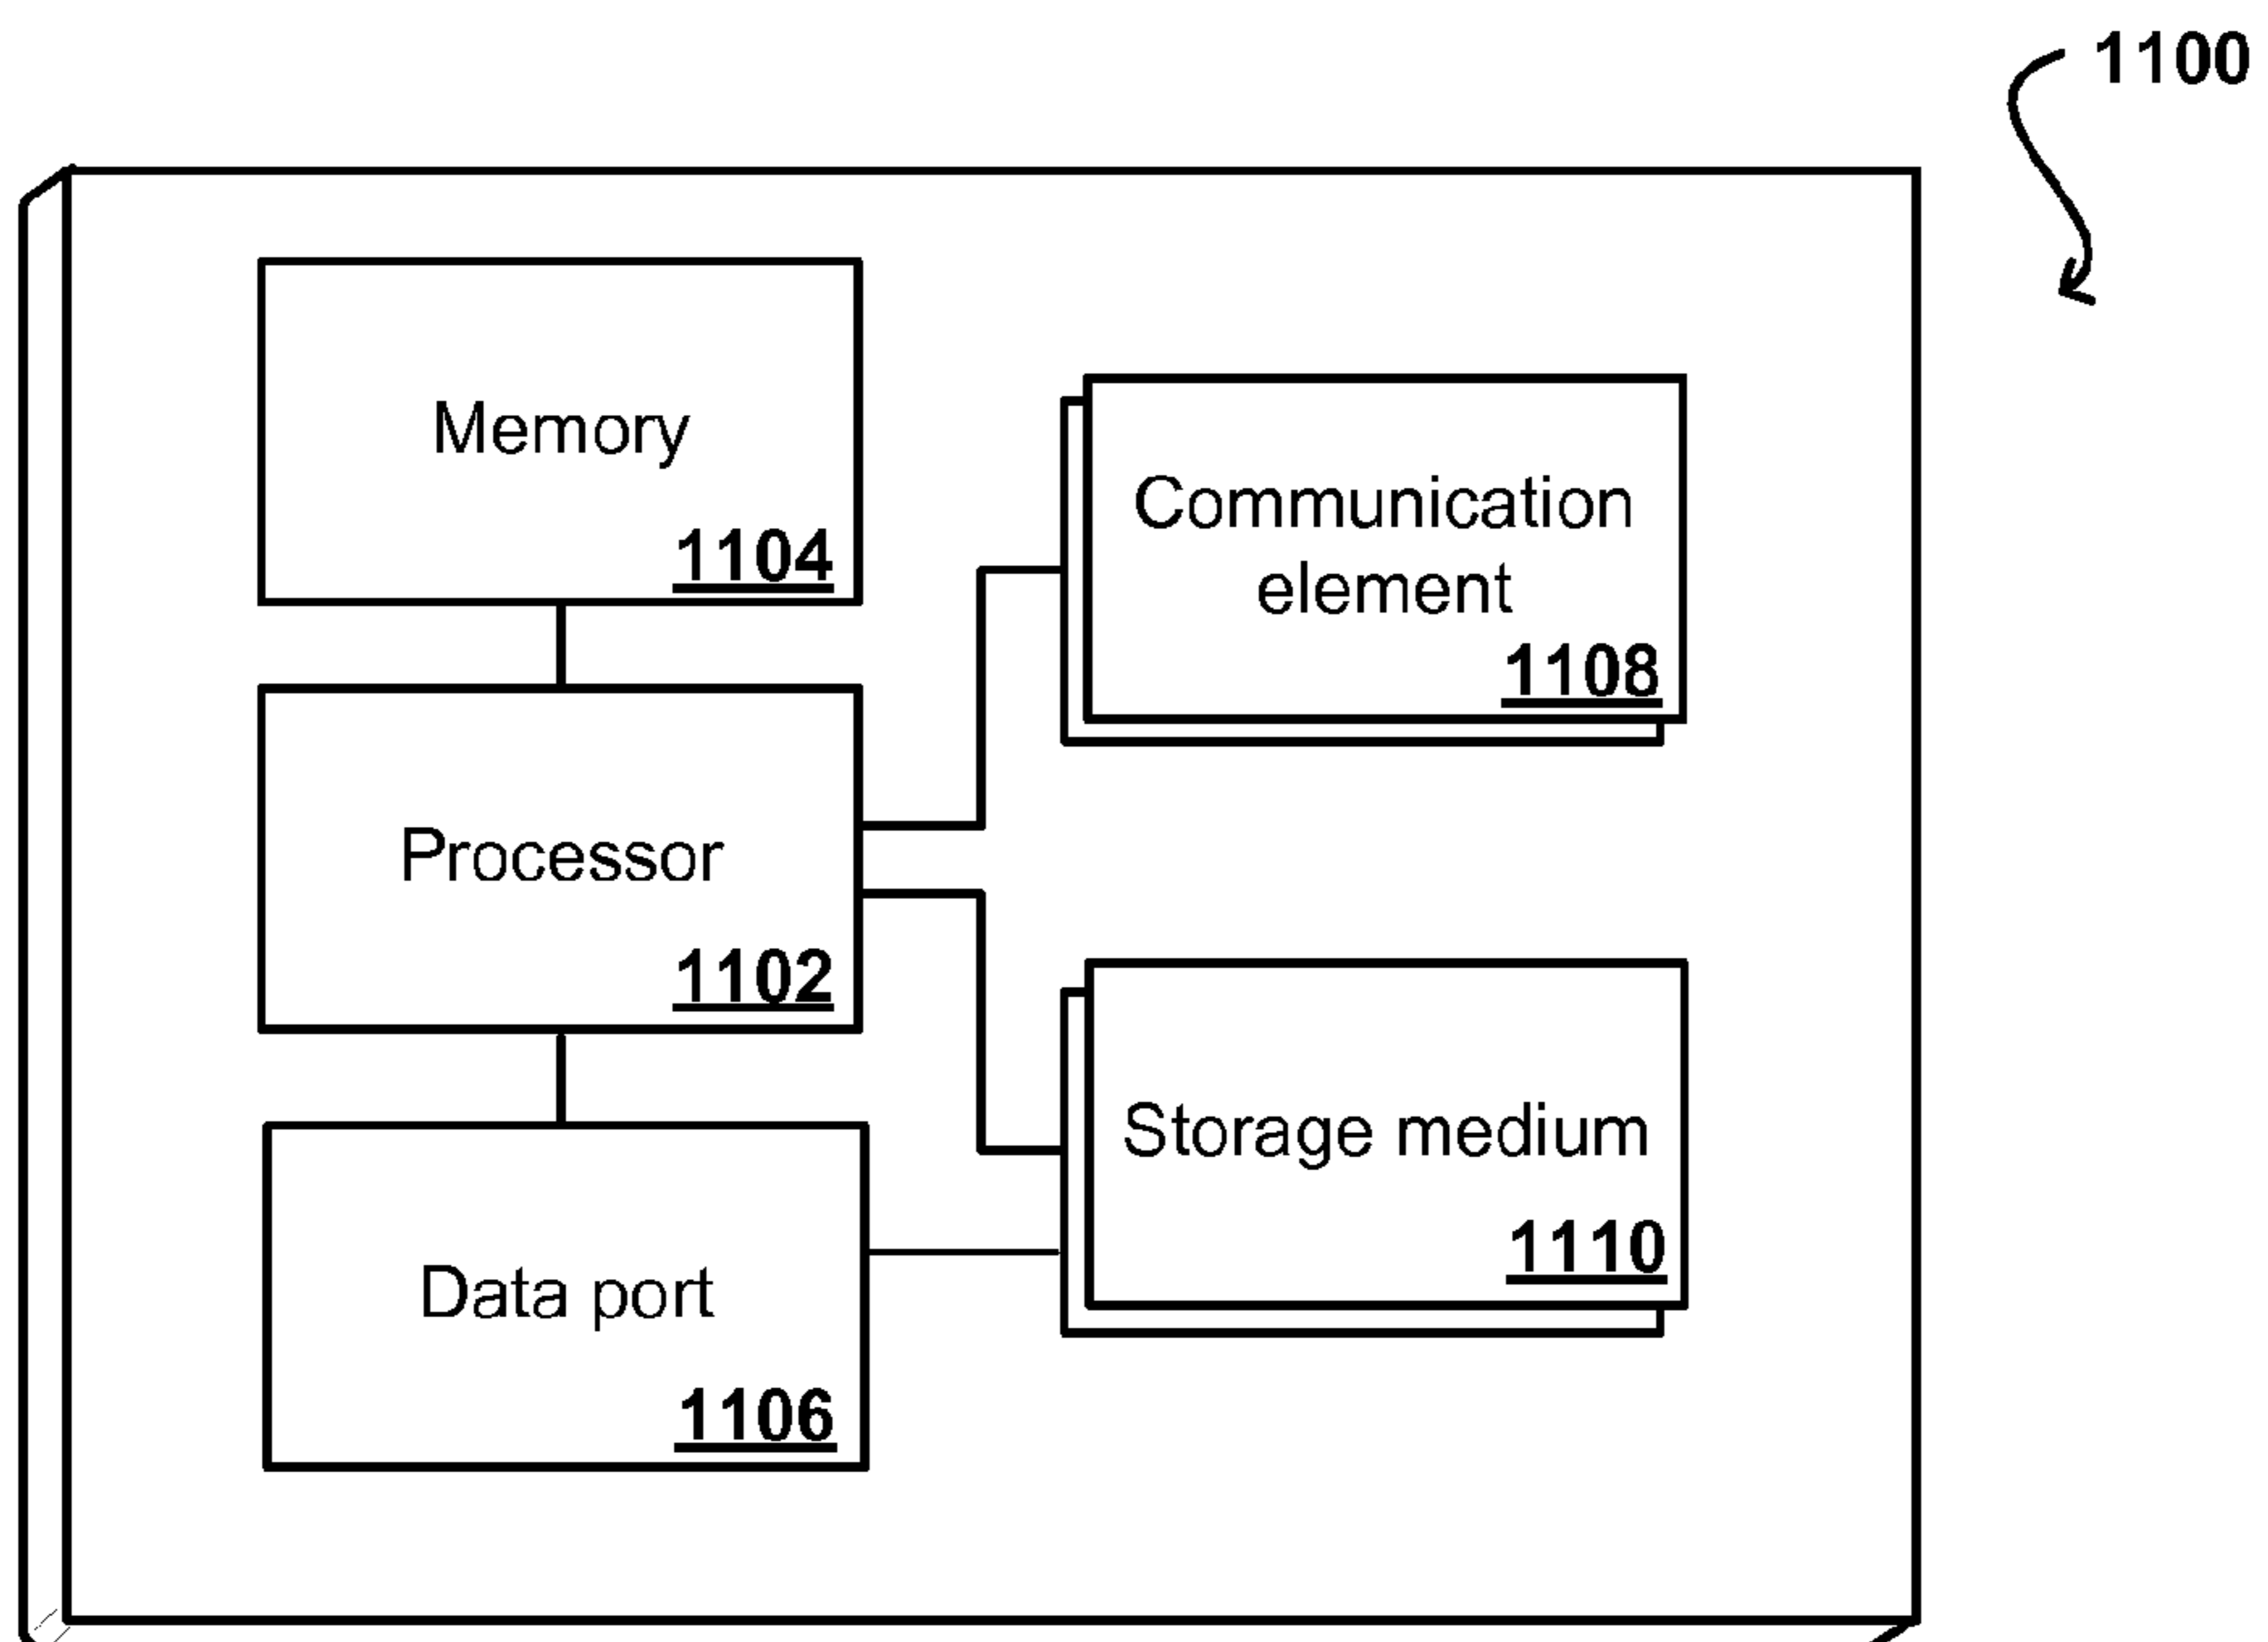 1100
Memory
1104
Communication
element
1108
Processor
1102
Storage medium
1110
Data port
1106